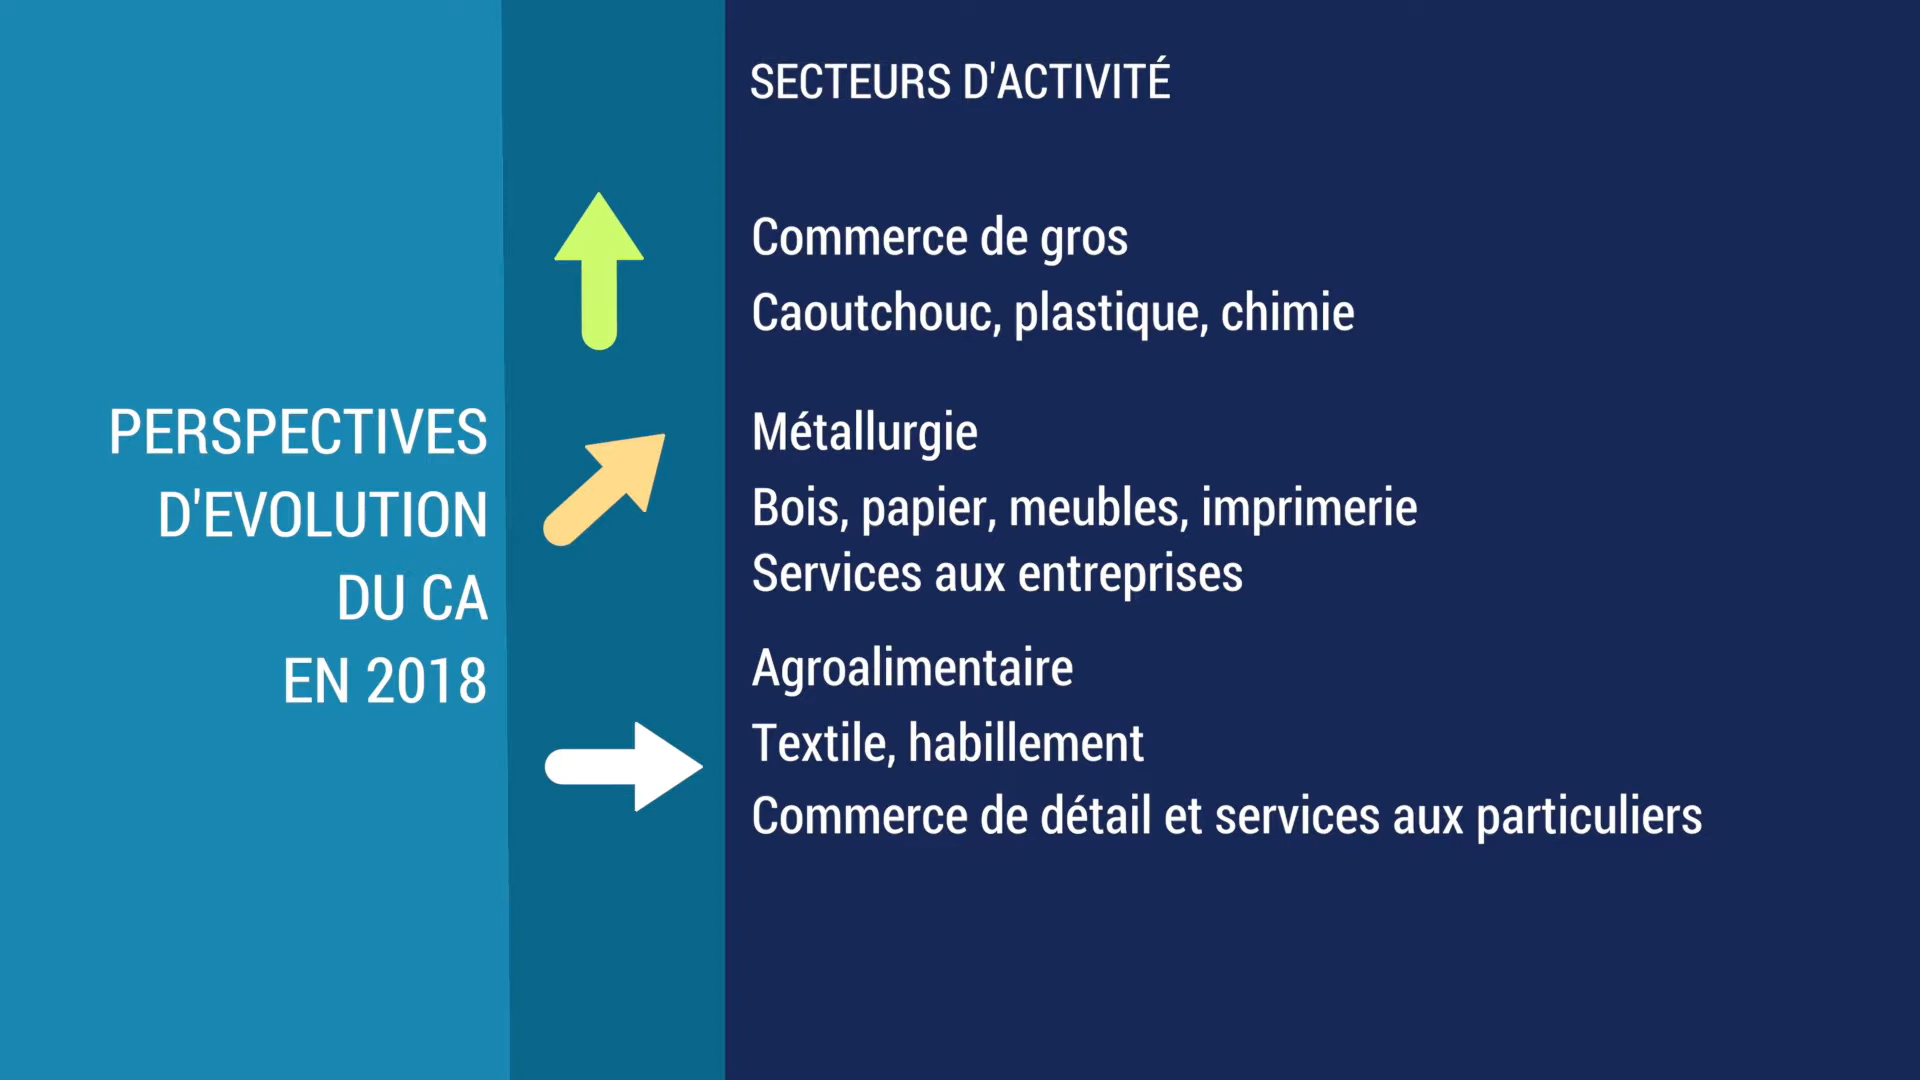 PERSPECTIVES
D'EVOLUTION
DU CA
EN 2018
SECTEURS D'ACTIVITÉ
Commerce de gros
Caoutchouc, plastique, chimie
Métallurgie
Bois, papier, meubles, imprimerie
Services aux entreprises
Agroalimentaire
Textile, habillement
Commerce de détail et services aux particuliers